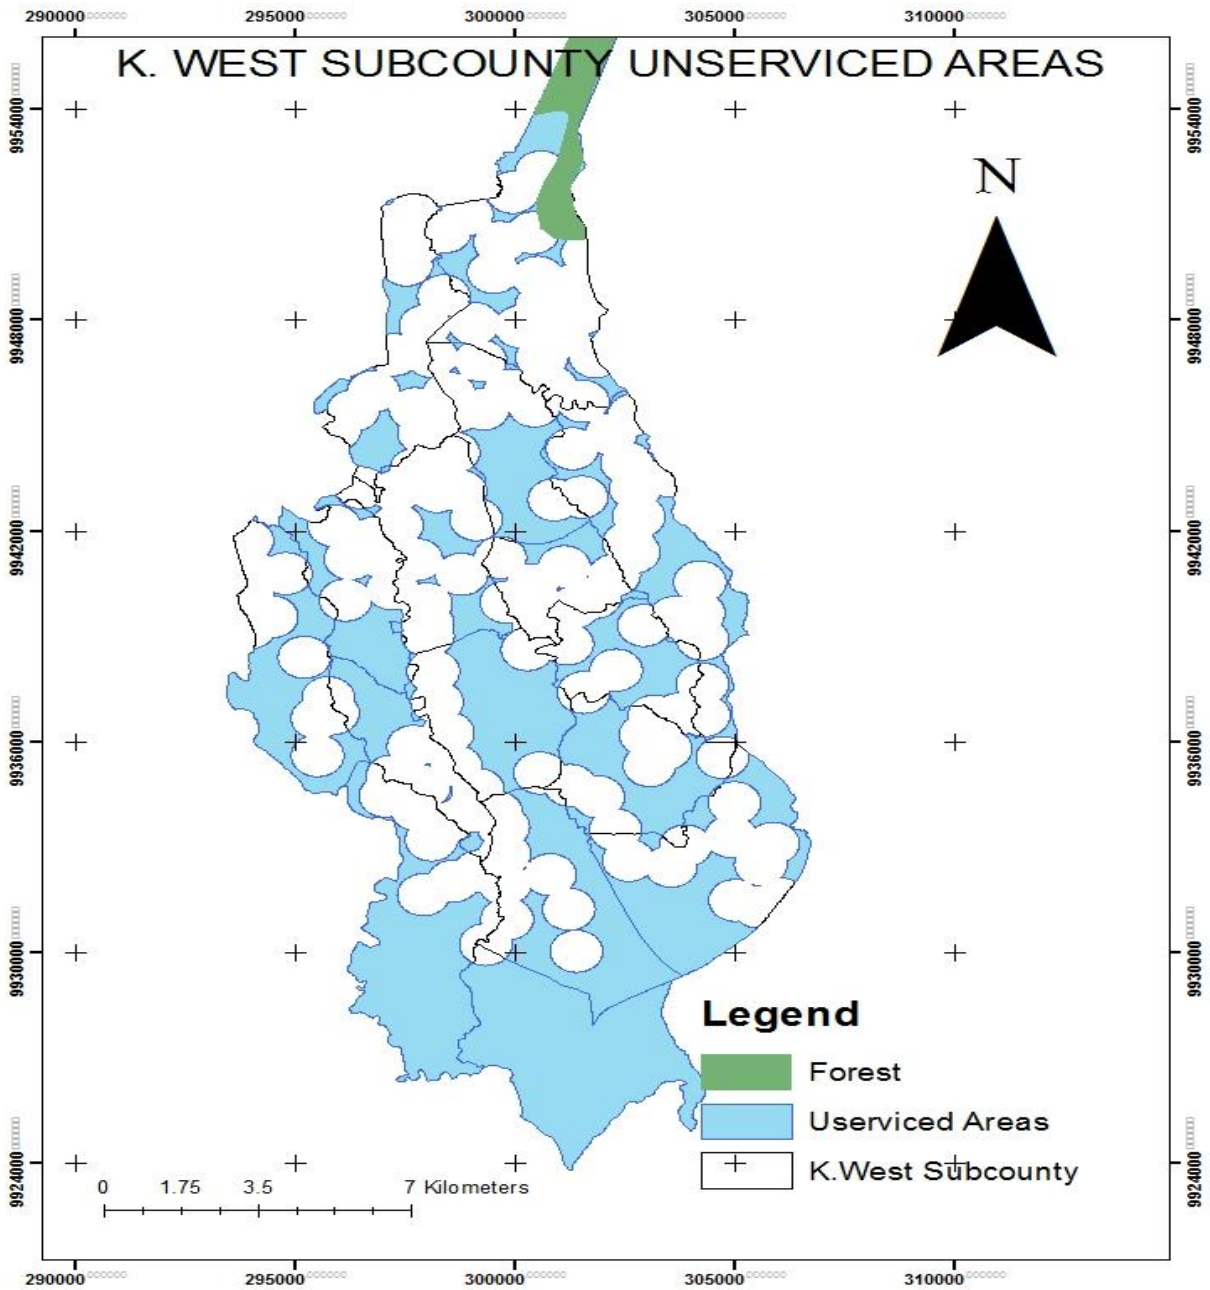 290000 295000 300000 305000 310000
K. WEST SUBCOUNTY UNSERVICED AREAS
9954000 9954000
N
9948000 9948000
9942000 9942000
9936000 9936000
9930000 9930000
Legend
Forest
Userviced Areas
K.West Subcounty
9924000 9924000
0 1.75 3.5 7 Kilometers
290000 295000 300000 305000 310000